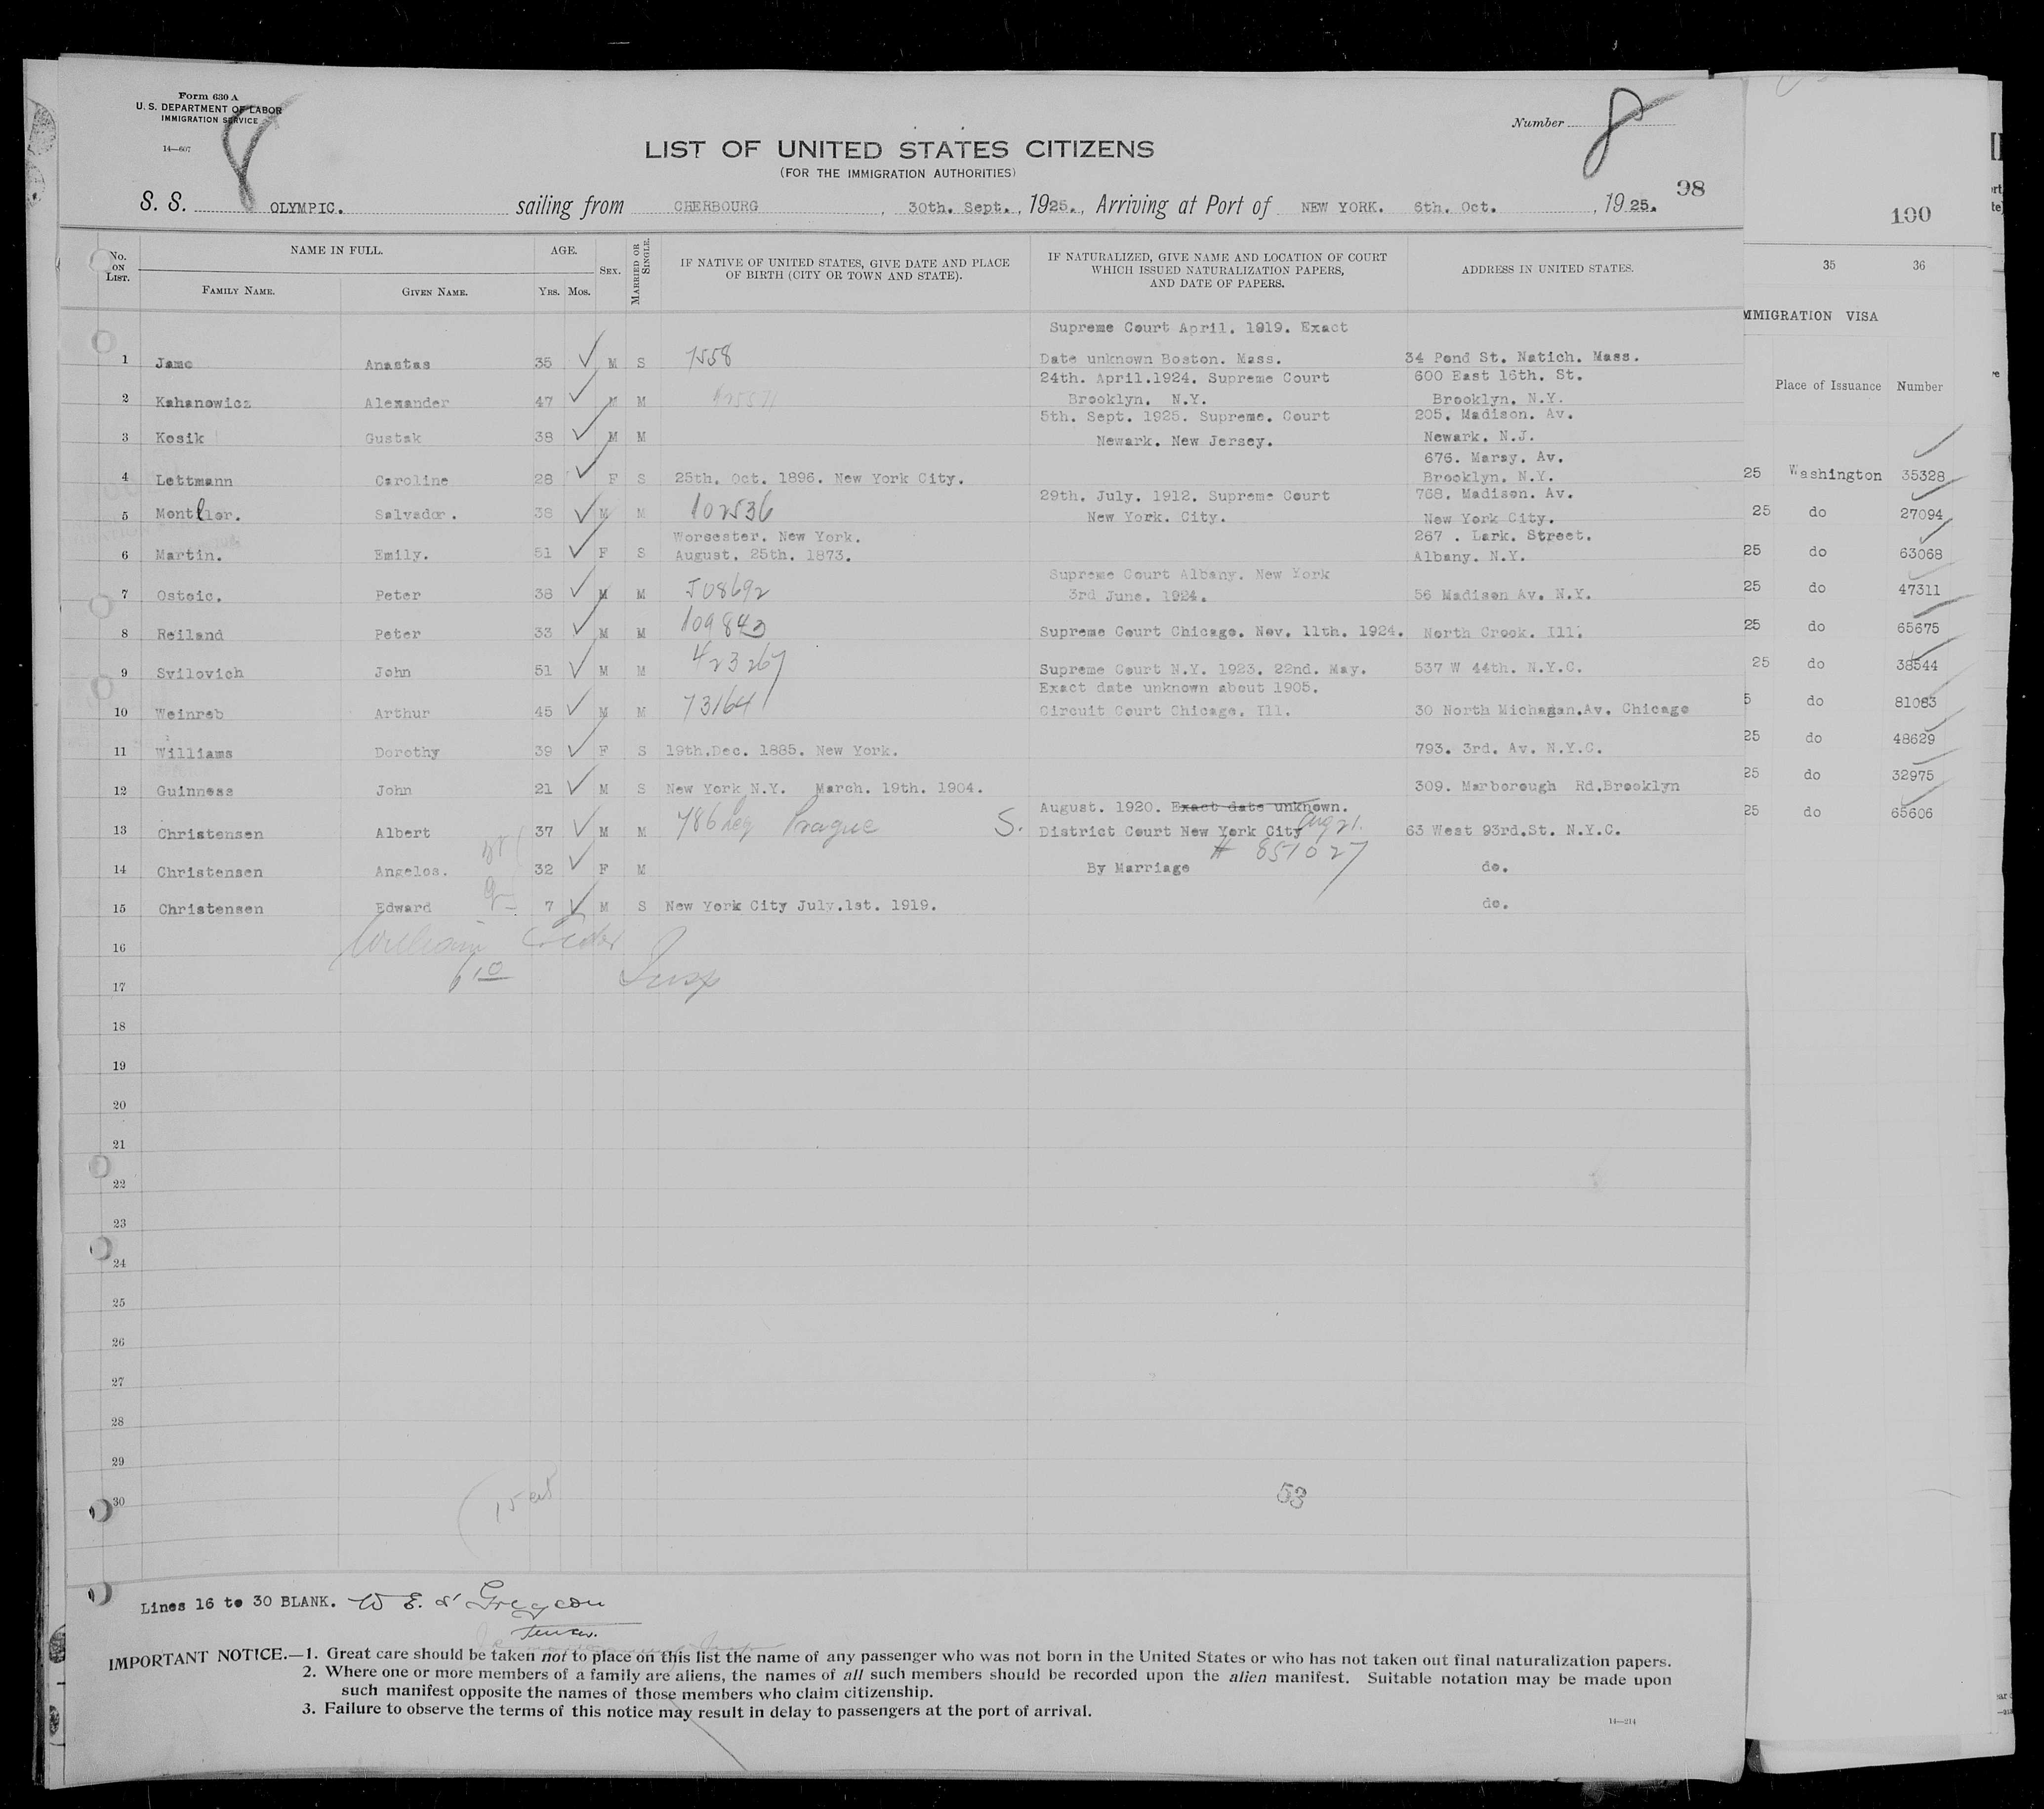 Form 630 A
U. S. DEPARTMENT OF LABOR
IMMIGRATION SERVICE
14—607
8
Number 8
LIST OF UNITED STATES CITIZENS
(FOR THE IMMIGRATION AUTHORITIES)
98
S. S. OLYMPIC. sailing from CHERBOURG, 30th. Sept., 1925., Arriving at Port of NEW YORK. 6th. Oct., 1925.
No. ON LIST.
NAME IN FULL.
FAMILY NAME.
GIVEN NAME.
AGE.
YRS. MOS.
SEX.
MARRIED OR SINGLE.
IF NATIVE OF UNITED STATES, GIVE DATE AND PLACE
OF BIRTH (CITY OR TOWN AND STATE).
IF NATURALIZED, GIVE NAME AND LOCATION OF COURT
WHICH ISSUED NATURALIZATION PAPERS,
AND DATE OF PAPERS.
ADDRESS IN UNITED STATES.
Supreme Court April. 1919. Exact
1 Jame Anastas 35 M S 7558 Date unknown Boston. Mass. 34 Pond St. Natich. Mass.
24th. April.1924. Supreme Court 600 East 16th. St.
2 Kahanowicz Alexander 47 M M Brooklyn. N.Y. Brooklyn. N.Y.
5th. Sept. 1925. Supreme. Court 205. Madison. Av.
3 Kosik Gustak 38 M M Newark. New Jersey. Newark. N.J.
676. Marsy. Av.
4 Lettmann Caroline 28 F S 25th. Oct. 1896. New York City. Brooklyn. N.Y.
29th. July. 1912. Supreme Court 768. Madison. Av.
5 Montllor. Salvador. 38 M M 102536 New York. City. New York City.
Worcester. New York. 267 . Lark. Street.
6 Martin. Emily. 51 F S August. 25th. 1873. Albany. N.Y.
Supreme Court Albany. New York
7 Ostoic. Peter 38 M M 508692 3rd June. 1924. 56 Madison Av. N.Y.
8 Reiland Peter 33 M M 109843 Supreme Court Chicago. Nov. 11th. 1924. North Crook. Ill.
9 Svilovich John 51 M M 423267 Supreme Court N.Y. 1923. 22nd. May. 537 W 44th. N.Y.C.
Exact date unknown about 1905.
10 Weinreb Arthur 45 M M 73164 Circuit Court Chicago. Ill. 30 North Michagan.Av. Chicago
11 Williams Dorothy 39 F S 19th.Dec. 1885. New York. 793. 3rd. Av. N.Y.C.
12 Guinness John 21 M S New York N.Y. March. 19th. 1904. 309. Marborough Rd.Brooklyn
August. 1920. Exact date unknown.
13 Christensen Albert 37 M M 786 Prague S. District Court New York City Aug 21. 63 West 93rd.St. N.Y.C.
# 851027
14 Christensen Angelos. 32 F M By Marriage do.
15 Christensen Edward 7 M S New York City July.1st. 1919. do.
William
16
Insp
17
18
19
20
21
22
23
24
25
26
27
28
29
30
53
Lines 16 to 30 BLANK.
IMPORTANT NOTICE.—1. Great care should be taken not to place on this list the name of any passenger who was not born in the United States or who has not taken out final naturalization papers.
2. Where one or more members of a family are aliens, the names of all such members should be recorded upon the alien manifest. Suitable notation may be made upon
such manifest opposite the names of those members who claim citizenship.
3. Failure to observe the terms of this notice may result in delay to passengers at the port of arrival.
14—214
100
35 36
MMIGRATION VISA
Place of Issuance Number
25 Washington 35328
25 do 27094
25 do 63068
25 do 47311
25 do 65675
25 do 38544
5 do 81083
25 do 48629
25 do 32975
25 do 65606